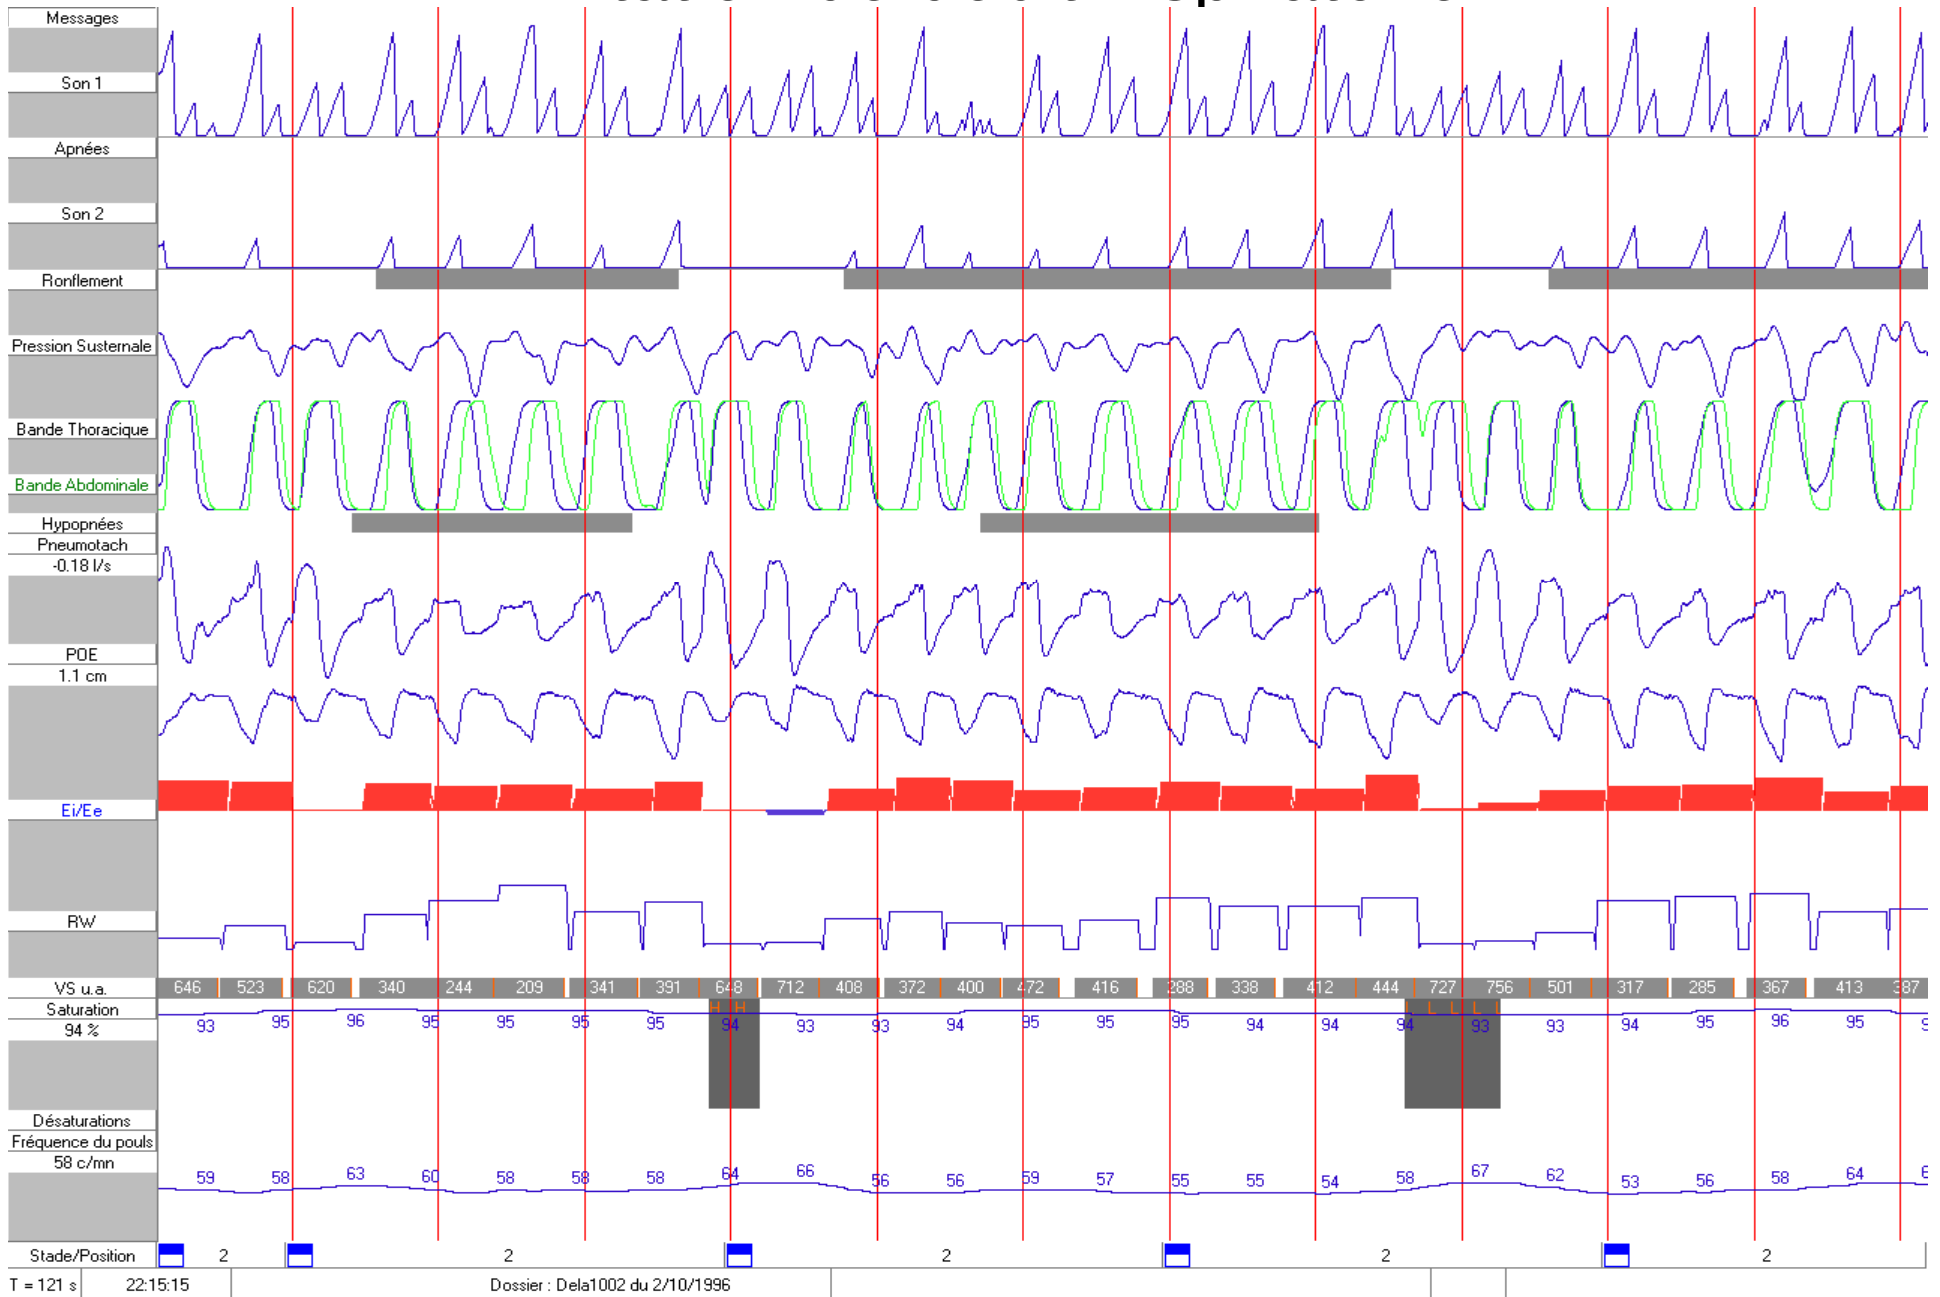 Messages
Son 1
Apnées
Son 2
Ronflement
Pression Susternale
Bande Thoracique
Bande Abdominale
Hypopnées
Pneumotach
-0.18 l/s
POE
1.1 cm
Ei/Ee
RW
VS u.a. 646 523 620 340 244 209 341 391 648 712 408 372 400 472 416 288 338 412 444 727 756 501 317 285 367 413 387
Saturation
H H L L L
94 % 93 95 96 95 95 95 95 94 93 93 94 95 95 95 94 94 94 93 93 94 95 96 95
Désaturations
Fréquence du pouls
58 c/mn 59 58 63 60 58 58 58 64 66 56 56 59 57 55 55 54 58 67 62 53 56 58 64
Stade/Position 2 2 2 2 2
T = 121 s 22:15:15 Dossier : Dela1002 du 2/10/1996